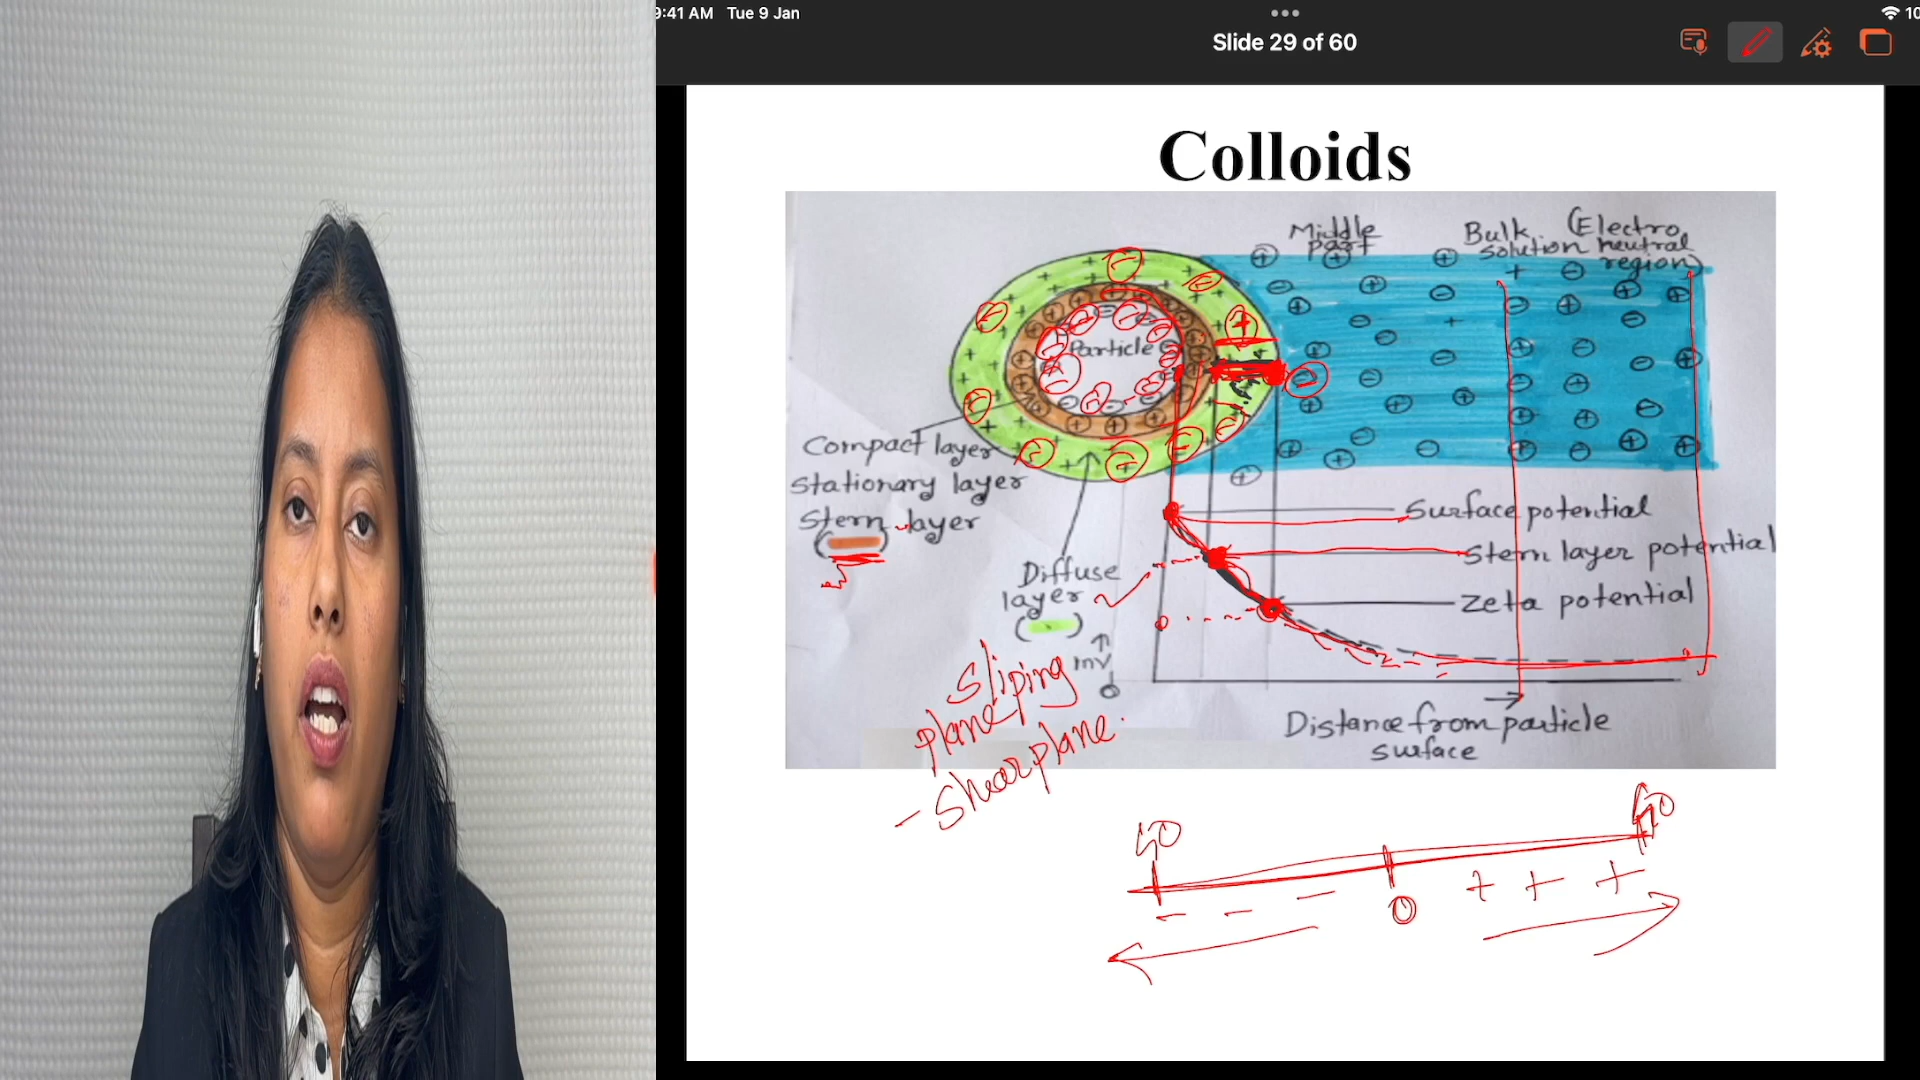 9:41 AM Tue 9 Jan
Slide 29 of 60
Colloids
Middle part
Bulk solution
(Electro neutral region)
Particle
Compact layer
Stationary layer
Stern layer
Diffuse layer
Surface potential
Stern layer potential
Zeta potential
mV
0
Distance from particle surface
Sliping
plane
- Shear plane.
0
+ + +
- - -